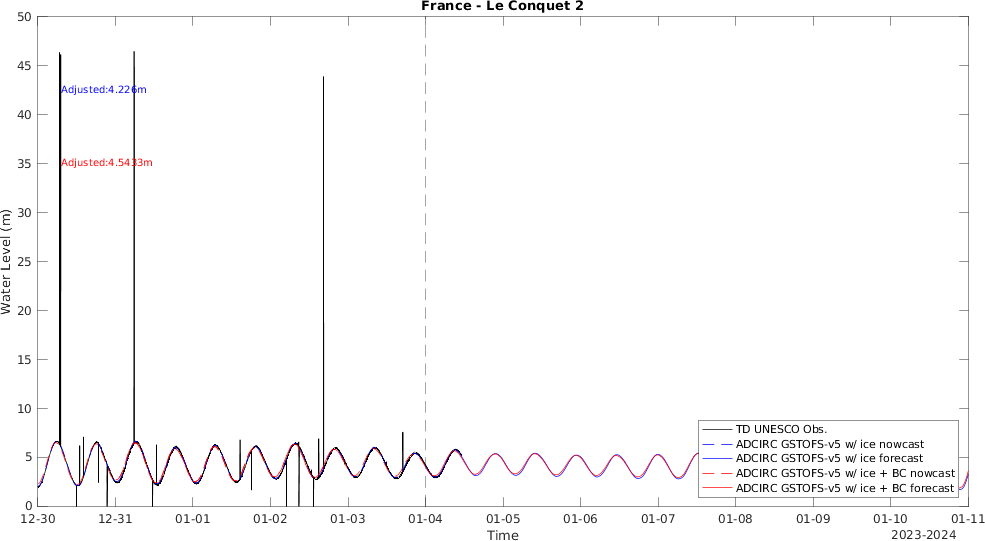 France - Le Conquet 2
50
45
40
35
30
25
20
15
10
5
0
Water Level (m)
Adjusted:4.226m
Adjusted:4.5433m
TD UNESCO Obs.
ADCIRC GSTOFS-v5 w/ ice nowcast
ADCIRC GSTOFS-v5 w/ ice forecast
ADCIRC GSTOFS-v5 w/ ice + BC nowcast
ADCIRC GSTOFS-v5 w/ ice + BC forecast
12-30 12-31 01-01 01-02 01-03 01-04 01-05 01-06 01-07 01-08 01-09 01-10 01-11
Time
2023-2024